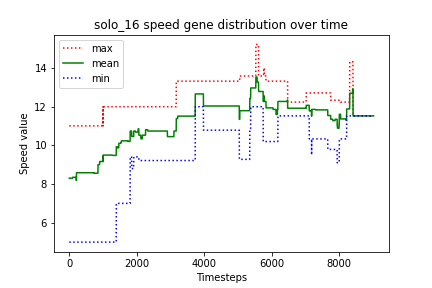 solo_16 speed gene distribution over time
max
mean
min
Speed value
14
12
10
8
6
0 2000 4000 6000 8000
Timesteps